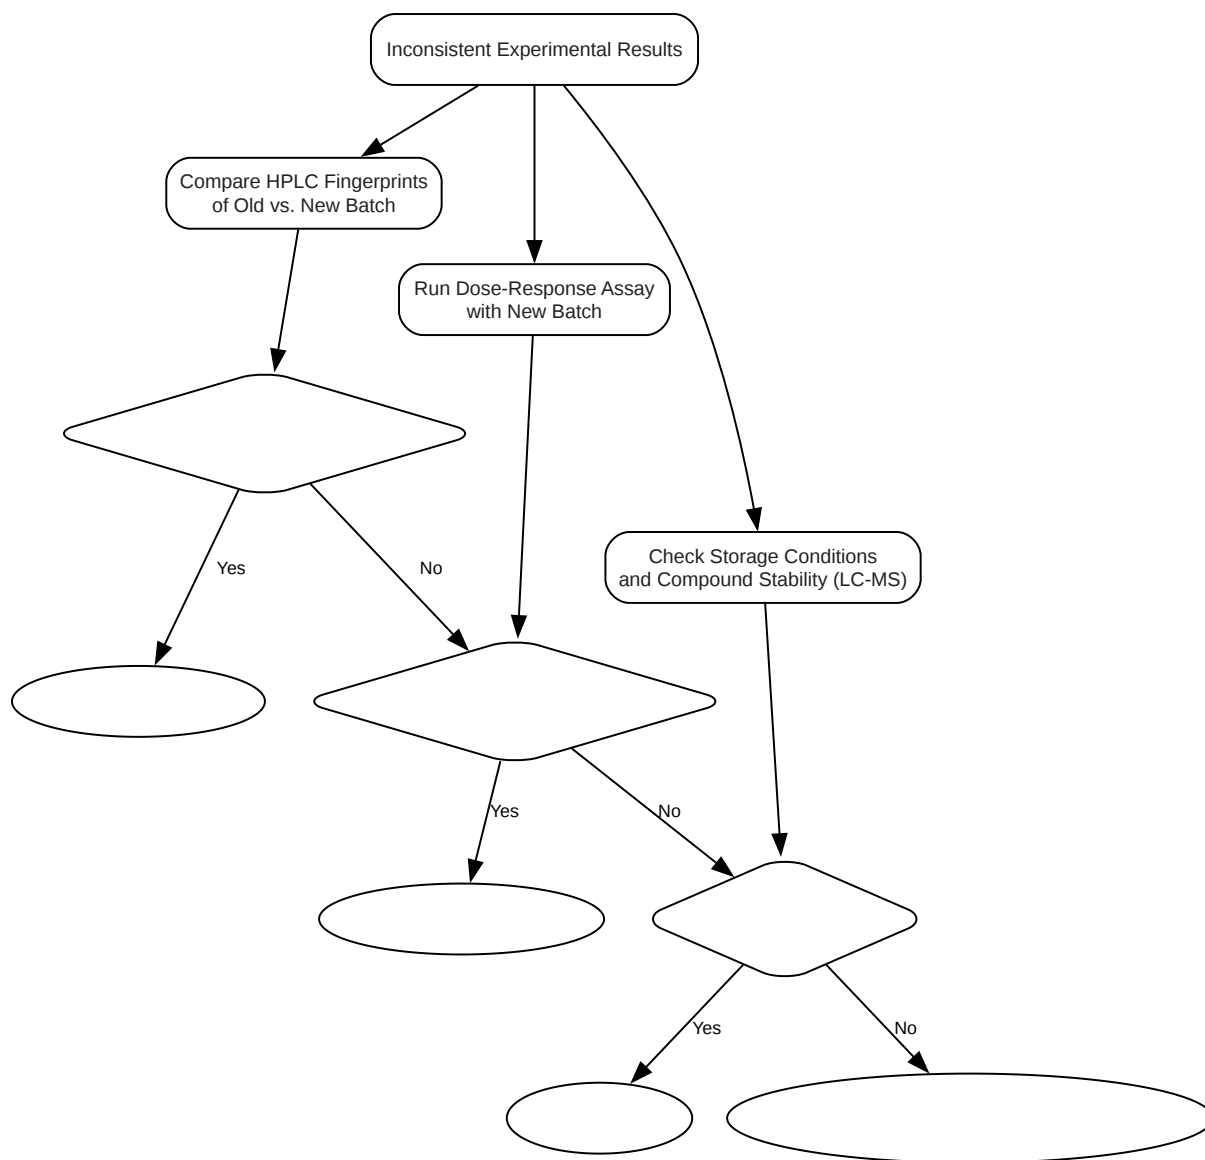 Inconsistent Experimental Results
Compare HPLC Fingerprints
of Old vs. New Batch
Run Dose-Response Assay
with New Batch
Check Storage Conditions
and Compound Stability (LC-MS)
Yes
No
Yes
No
Yes
No